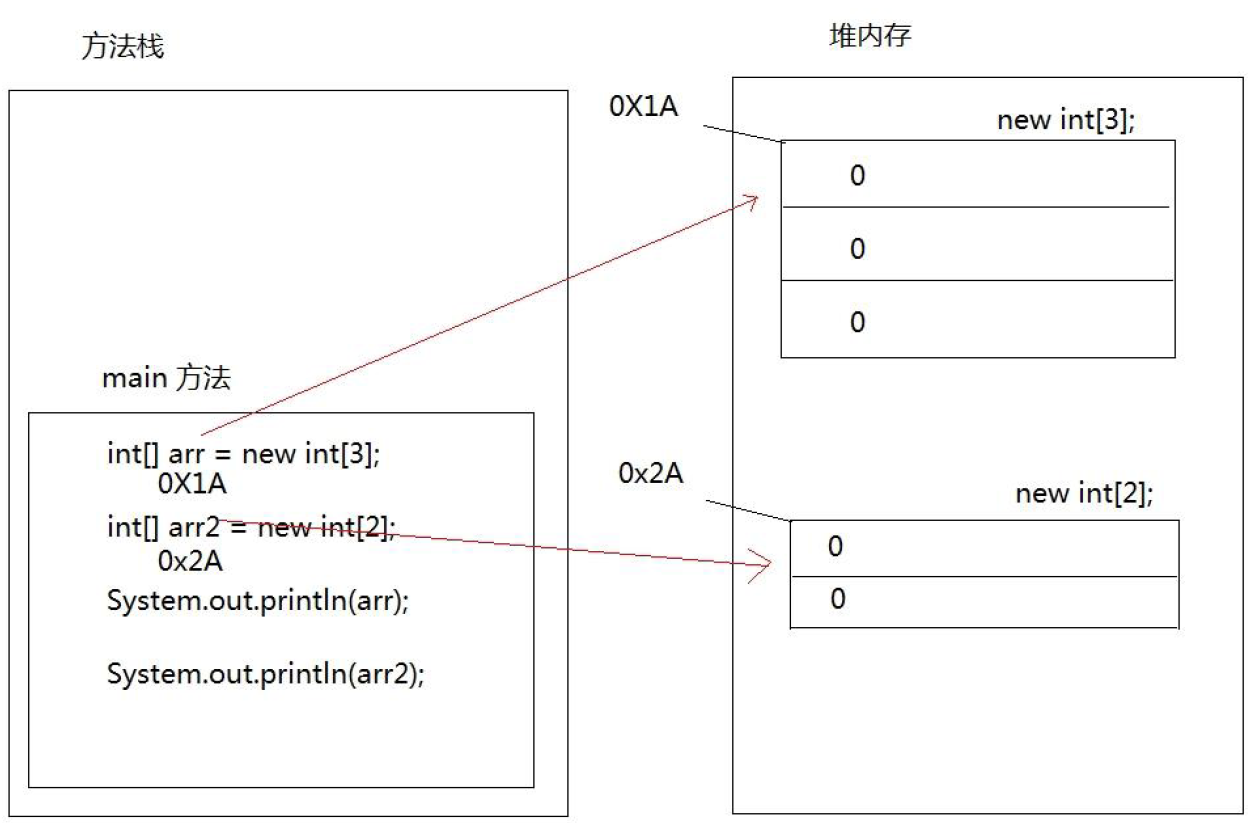 方法栈
main 方法
int[] arr = new int[3];
0X1A
int[] arr2 = new int[2];
0x2A
System.out.println(arr);
System.out.println(arr2);
堆内存
0X1A
new int[3];
0
0
0
0x2A
new int[2];
0
0